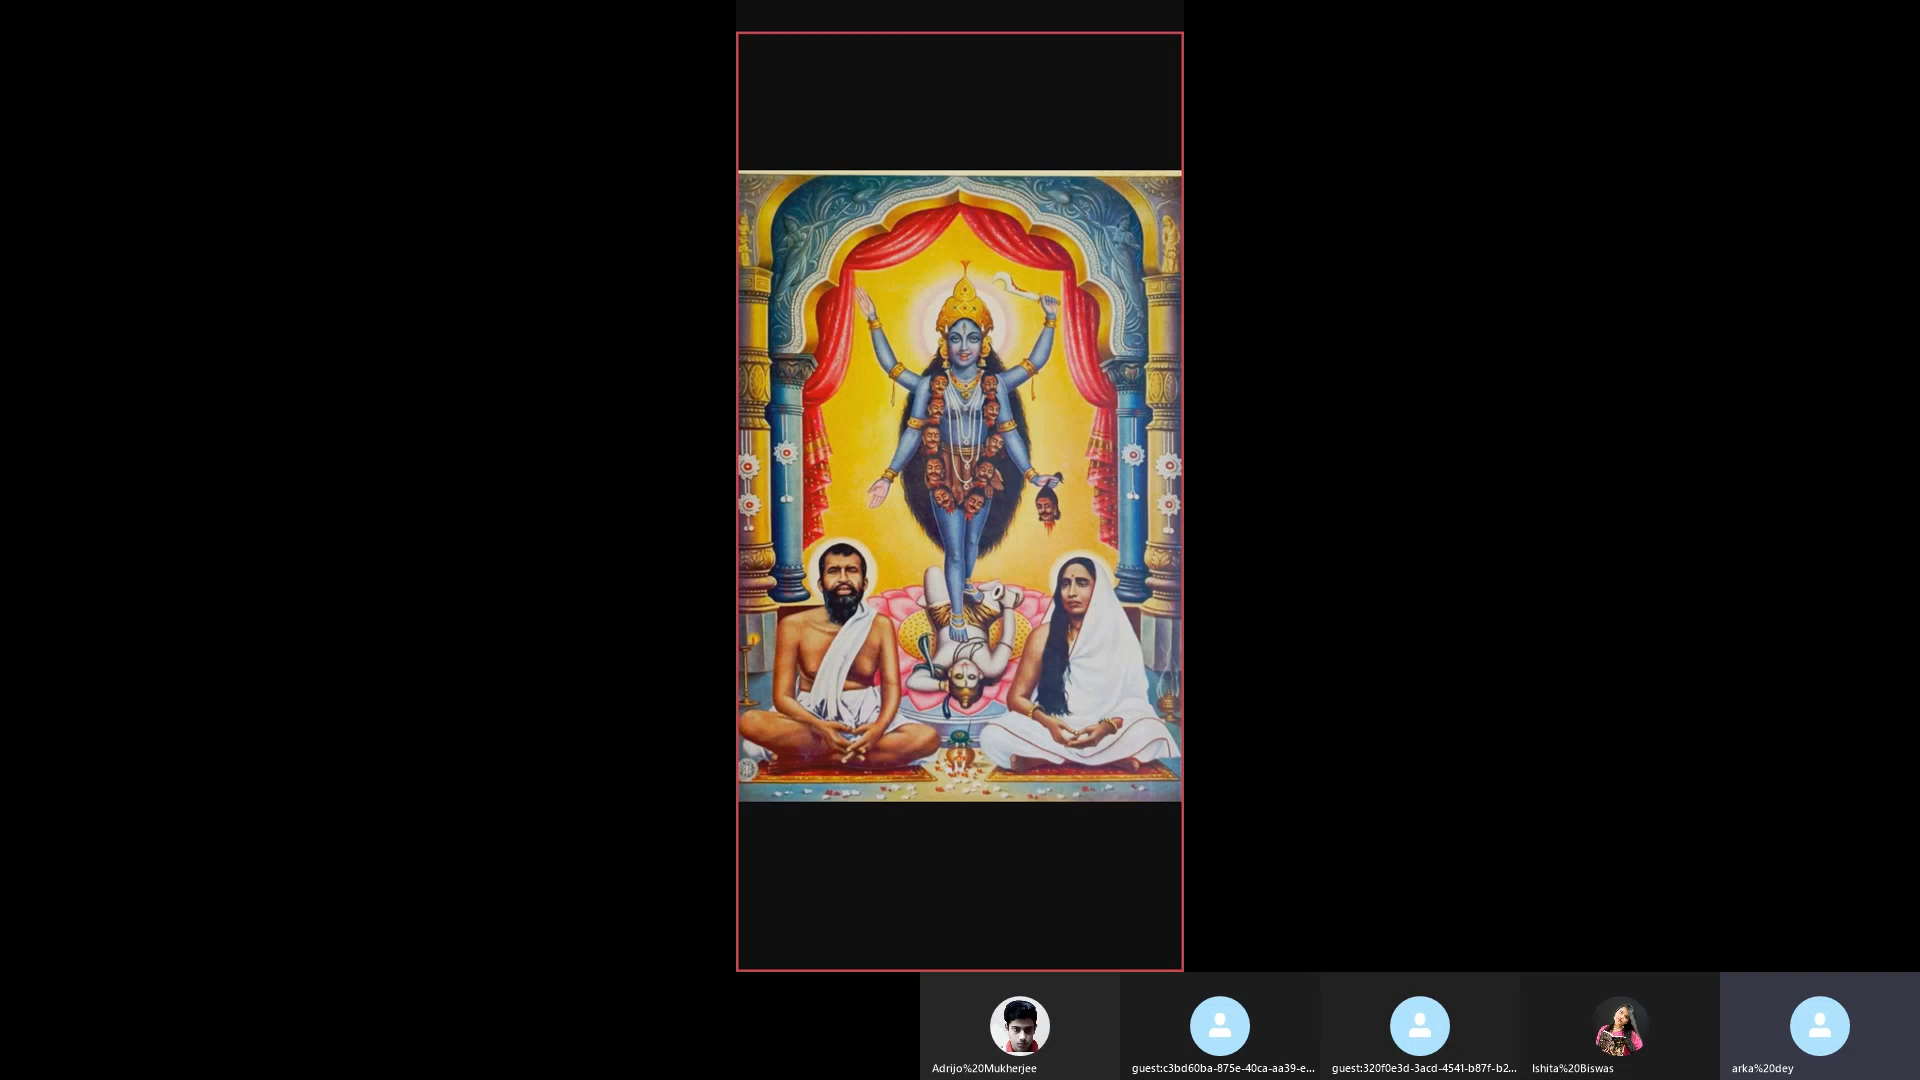 Adrijo%20Mukherjee
guest:c3bd60ba-875e-40ca-aa39-e...
guest:320f0e3d-3acd-4541-b87f-b2...
Ishita%20Biswas
arka%20dey